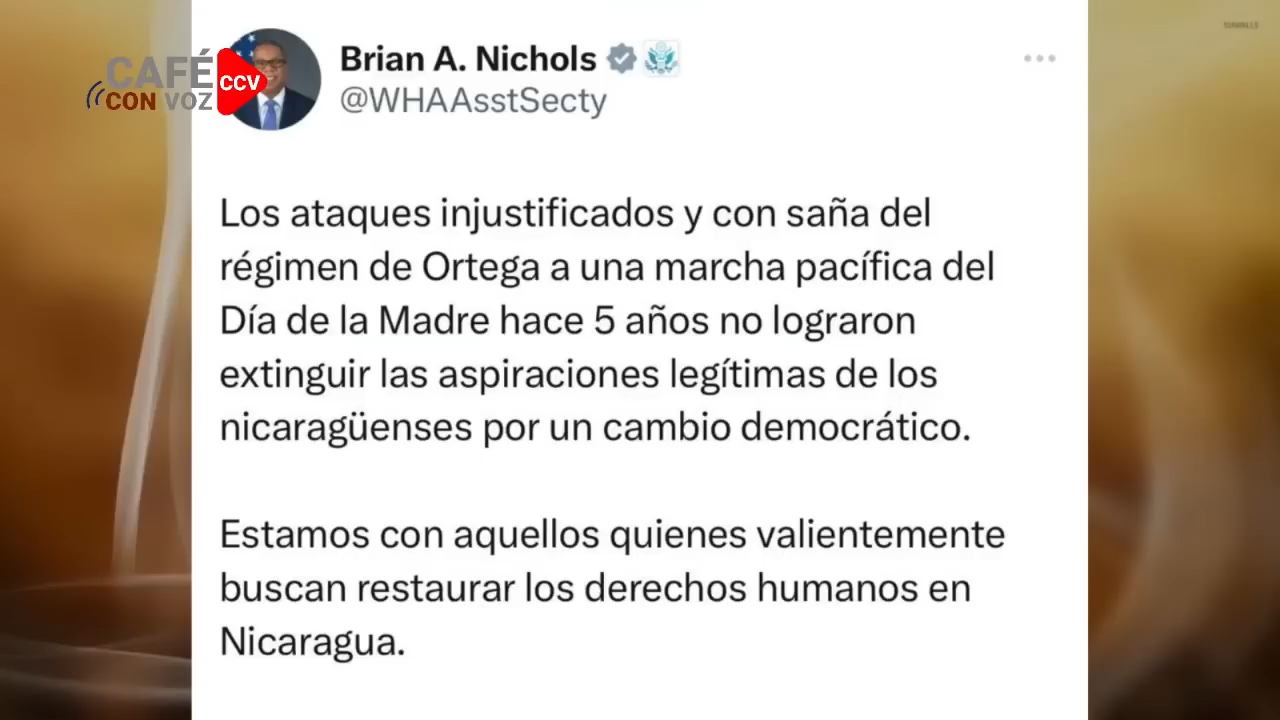 CAFÉ
CON VOZ
CCV
Brian A. Nichols
@WHAAsstSecty
Los ataques injustificados y con saña del
régimen de Ortega a una marcha pacífica del
Día de la Madre hace 5 años no lograron
extinguir las aspiraciones legítimas de los
nicaragüenses por un cambio democrático.
Estamos con aquellos quienes valientemente
buscan restaurar los derechos humanos en
Nicaragua.